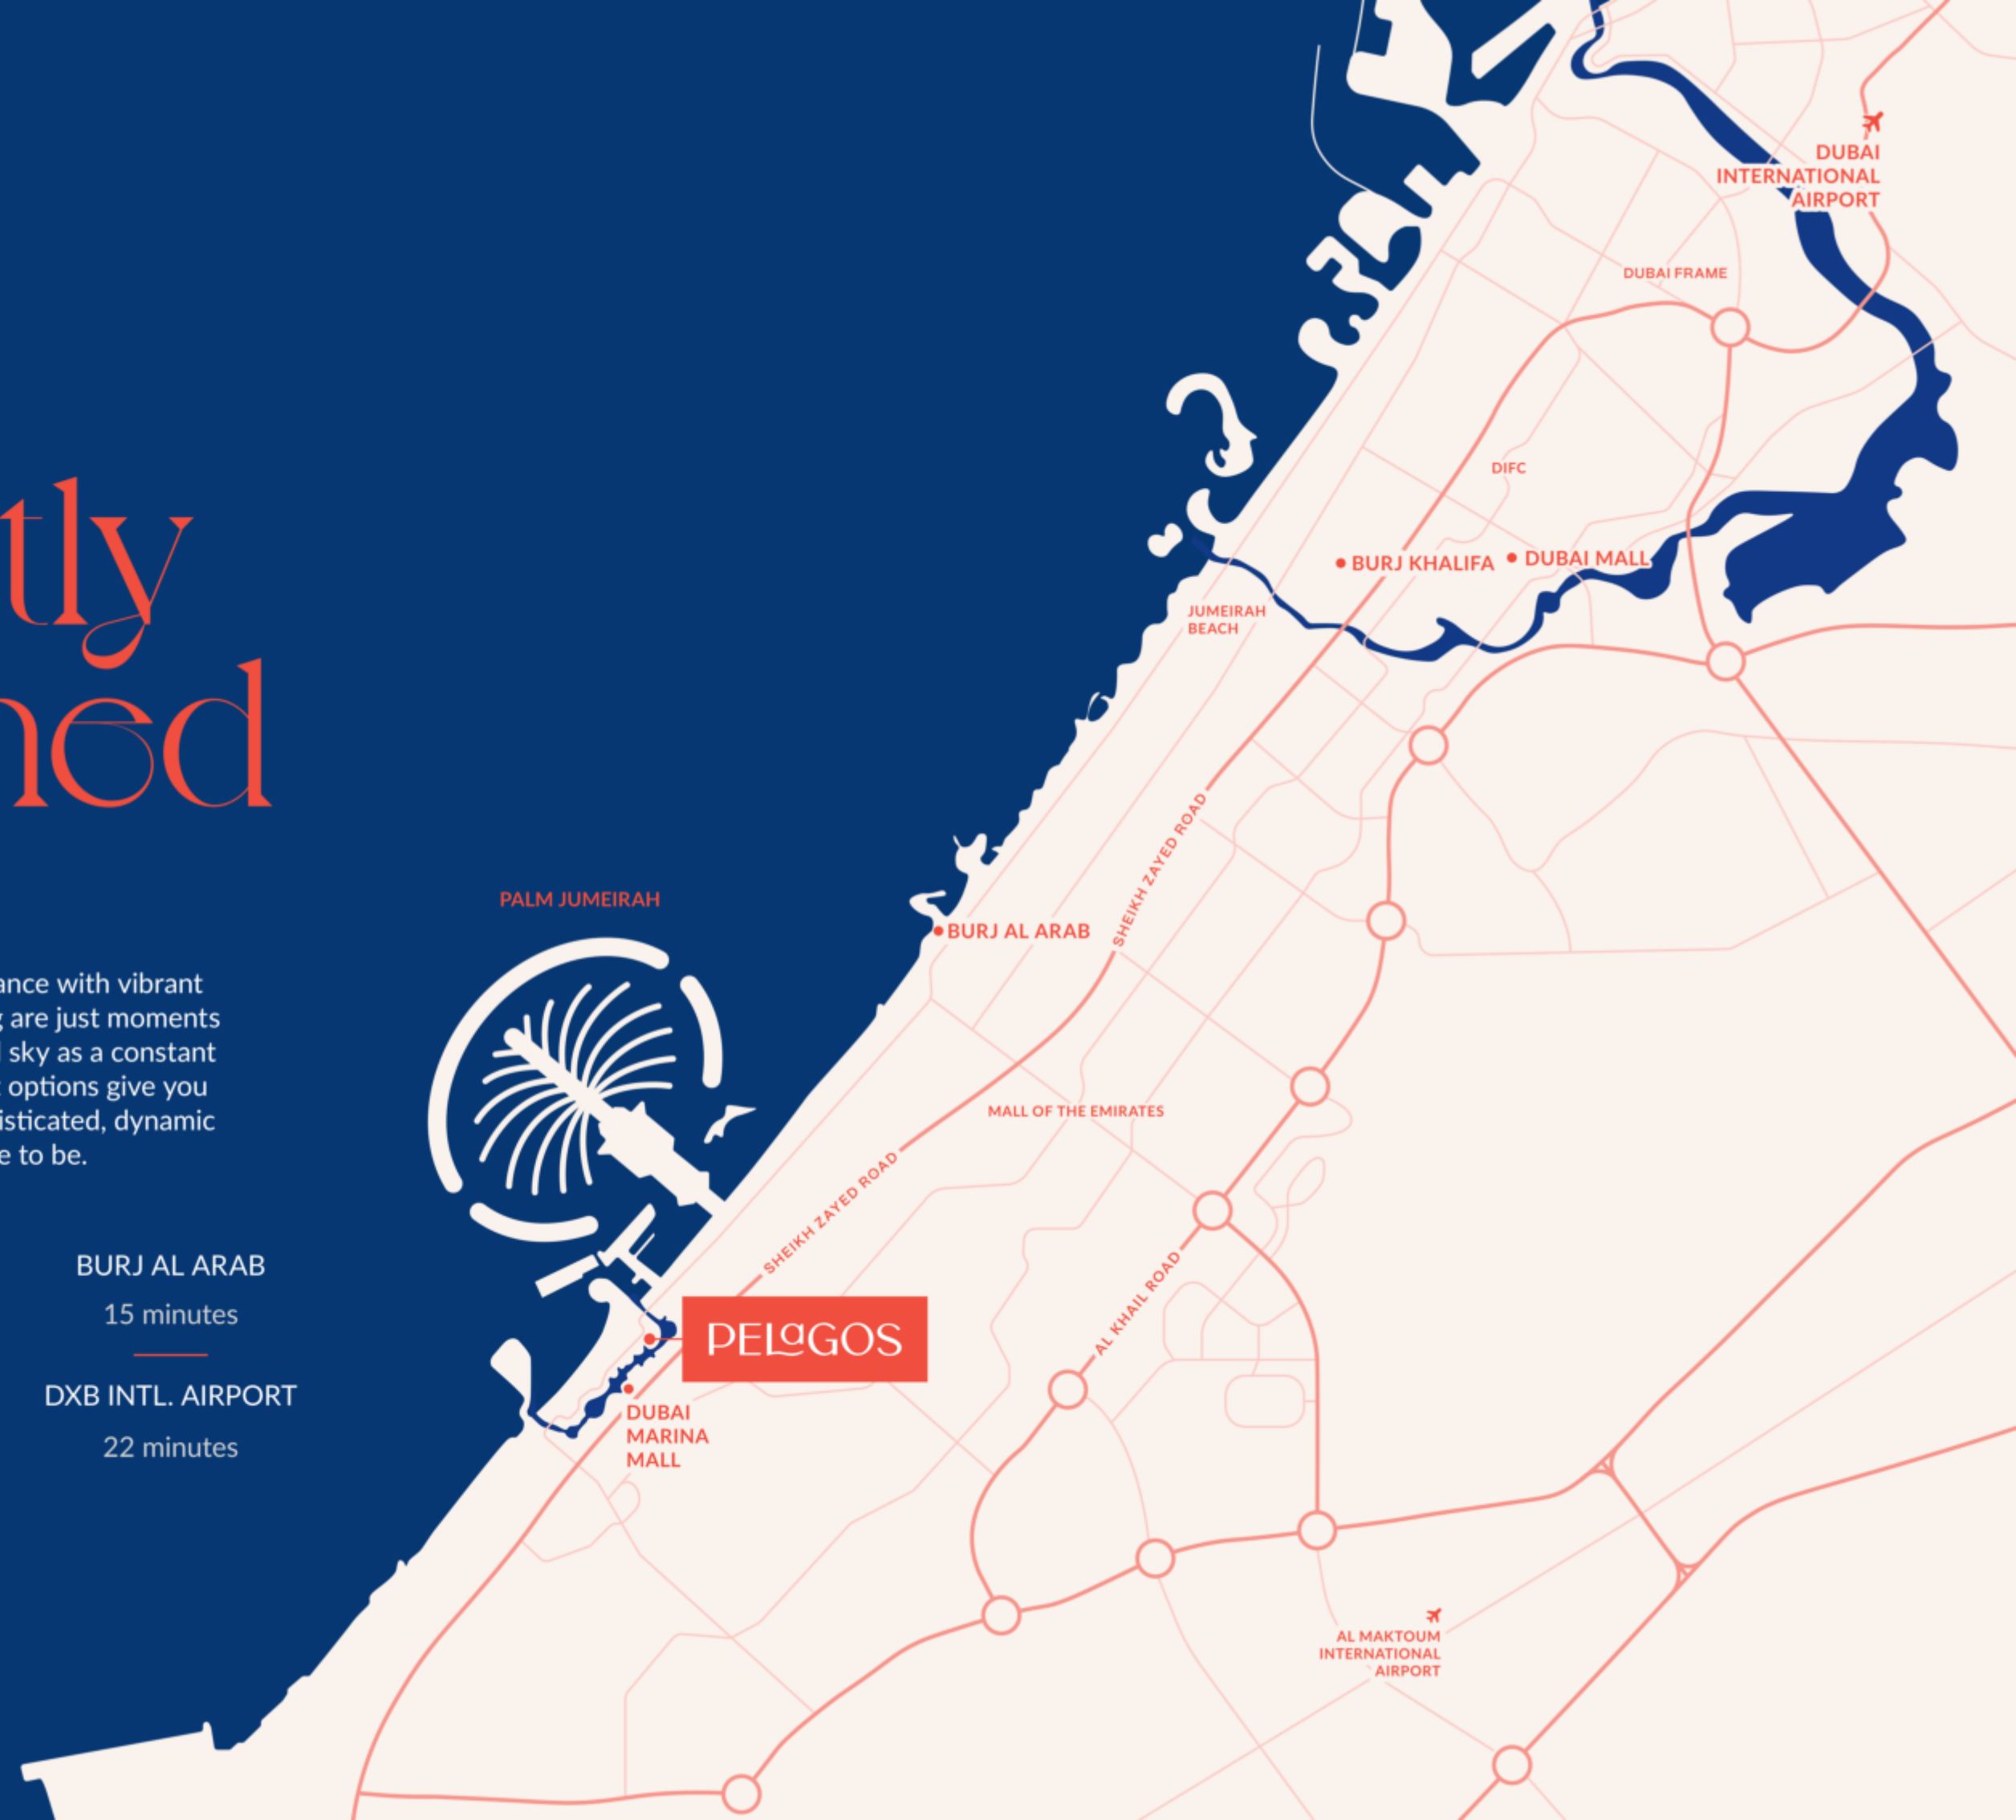 tly
ned
ance with vibrant
are just moments
sky as a constant
options give you
isticated, dynamic
e to be.
BURJ AL ARAB
15 minutes
DXB INTL. AIRPORT
22 minutes
PALM JUMEIRAH
DUBAI
INTERNATIONAL
AIRPORT
DUBAI FRAME
DIFC
BURJ KHALIFA
DUBAI MALL
JUMEIRAH
BEACH
SHEIKH ZAYED ROAD
BURJ AL ARAB
MALL OF THE EMIRATES
SHEIKH ZAYED ROAD
AL KHAIL ROAD
PELaGOS
DUBAI
MARINA
MALL
AL MAKTOUM
INTERNATIONAL
AIRPORT